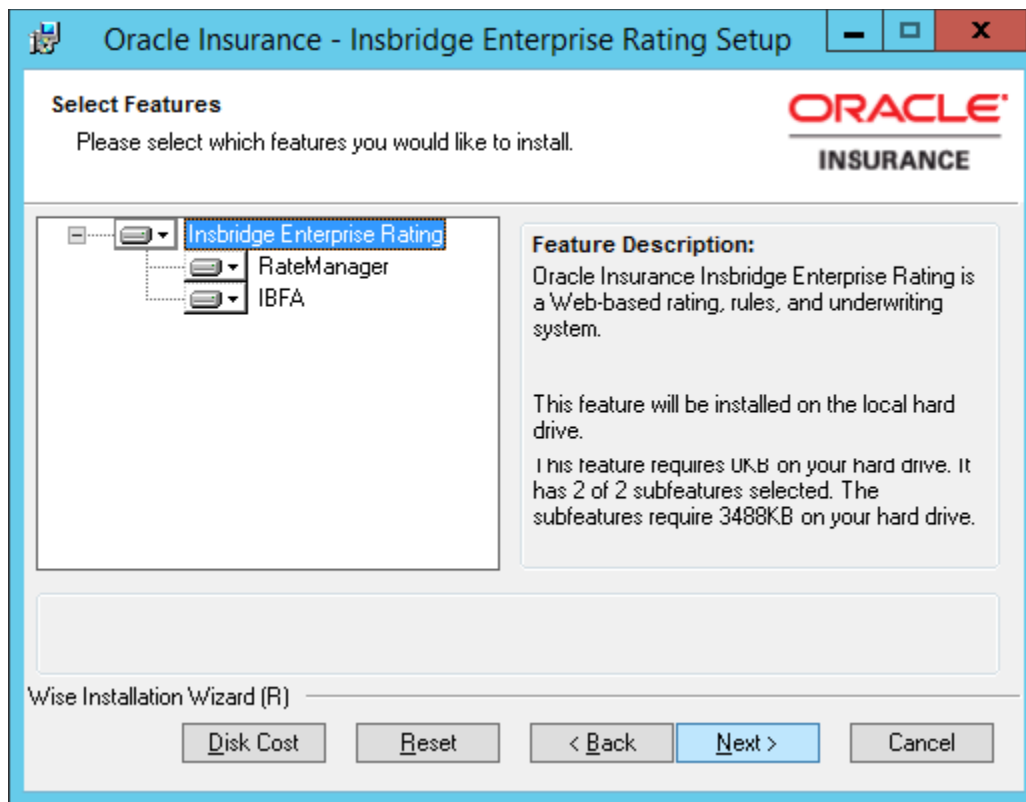 Oracle Insurance - Insbridge Enterprise Rating Setup
Select Features
Please select which features you would like to install.
ORACLE
INSURANCE
Insbridge Enterprise Rating
RateManager
IBFA
Feature Description:
Oracle Insurance Insbridge Enterprise Rating is
a Web-based rating, rules, and underwriting
system.
This feature will be installed on the local hard
drive.
This feature requires 0KB on your hard drive. It
has 2 of 2 subfeatures selected. The
subfeatures require 3488KB on your hard drive.
Wise Installation Wizard (R)
Disk Cost
Reset
< Back
Next >
Cancel